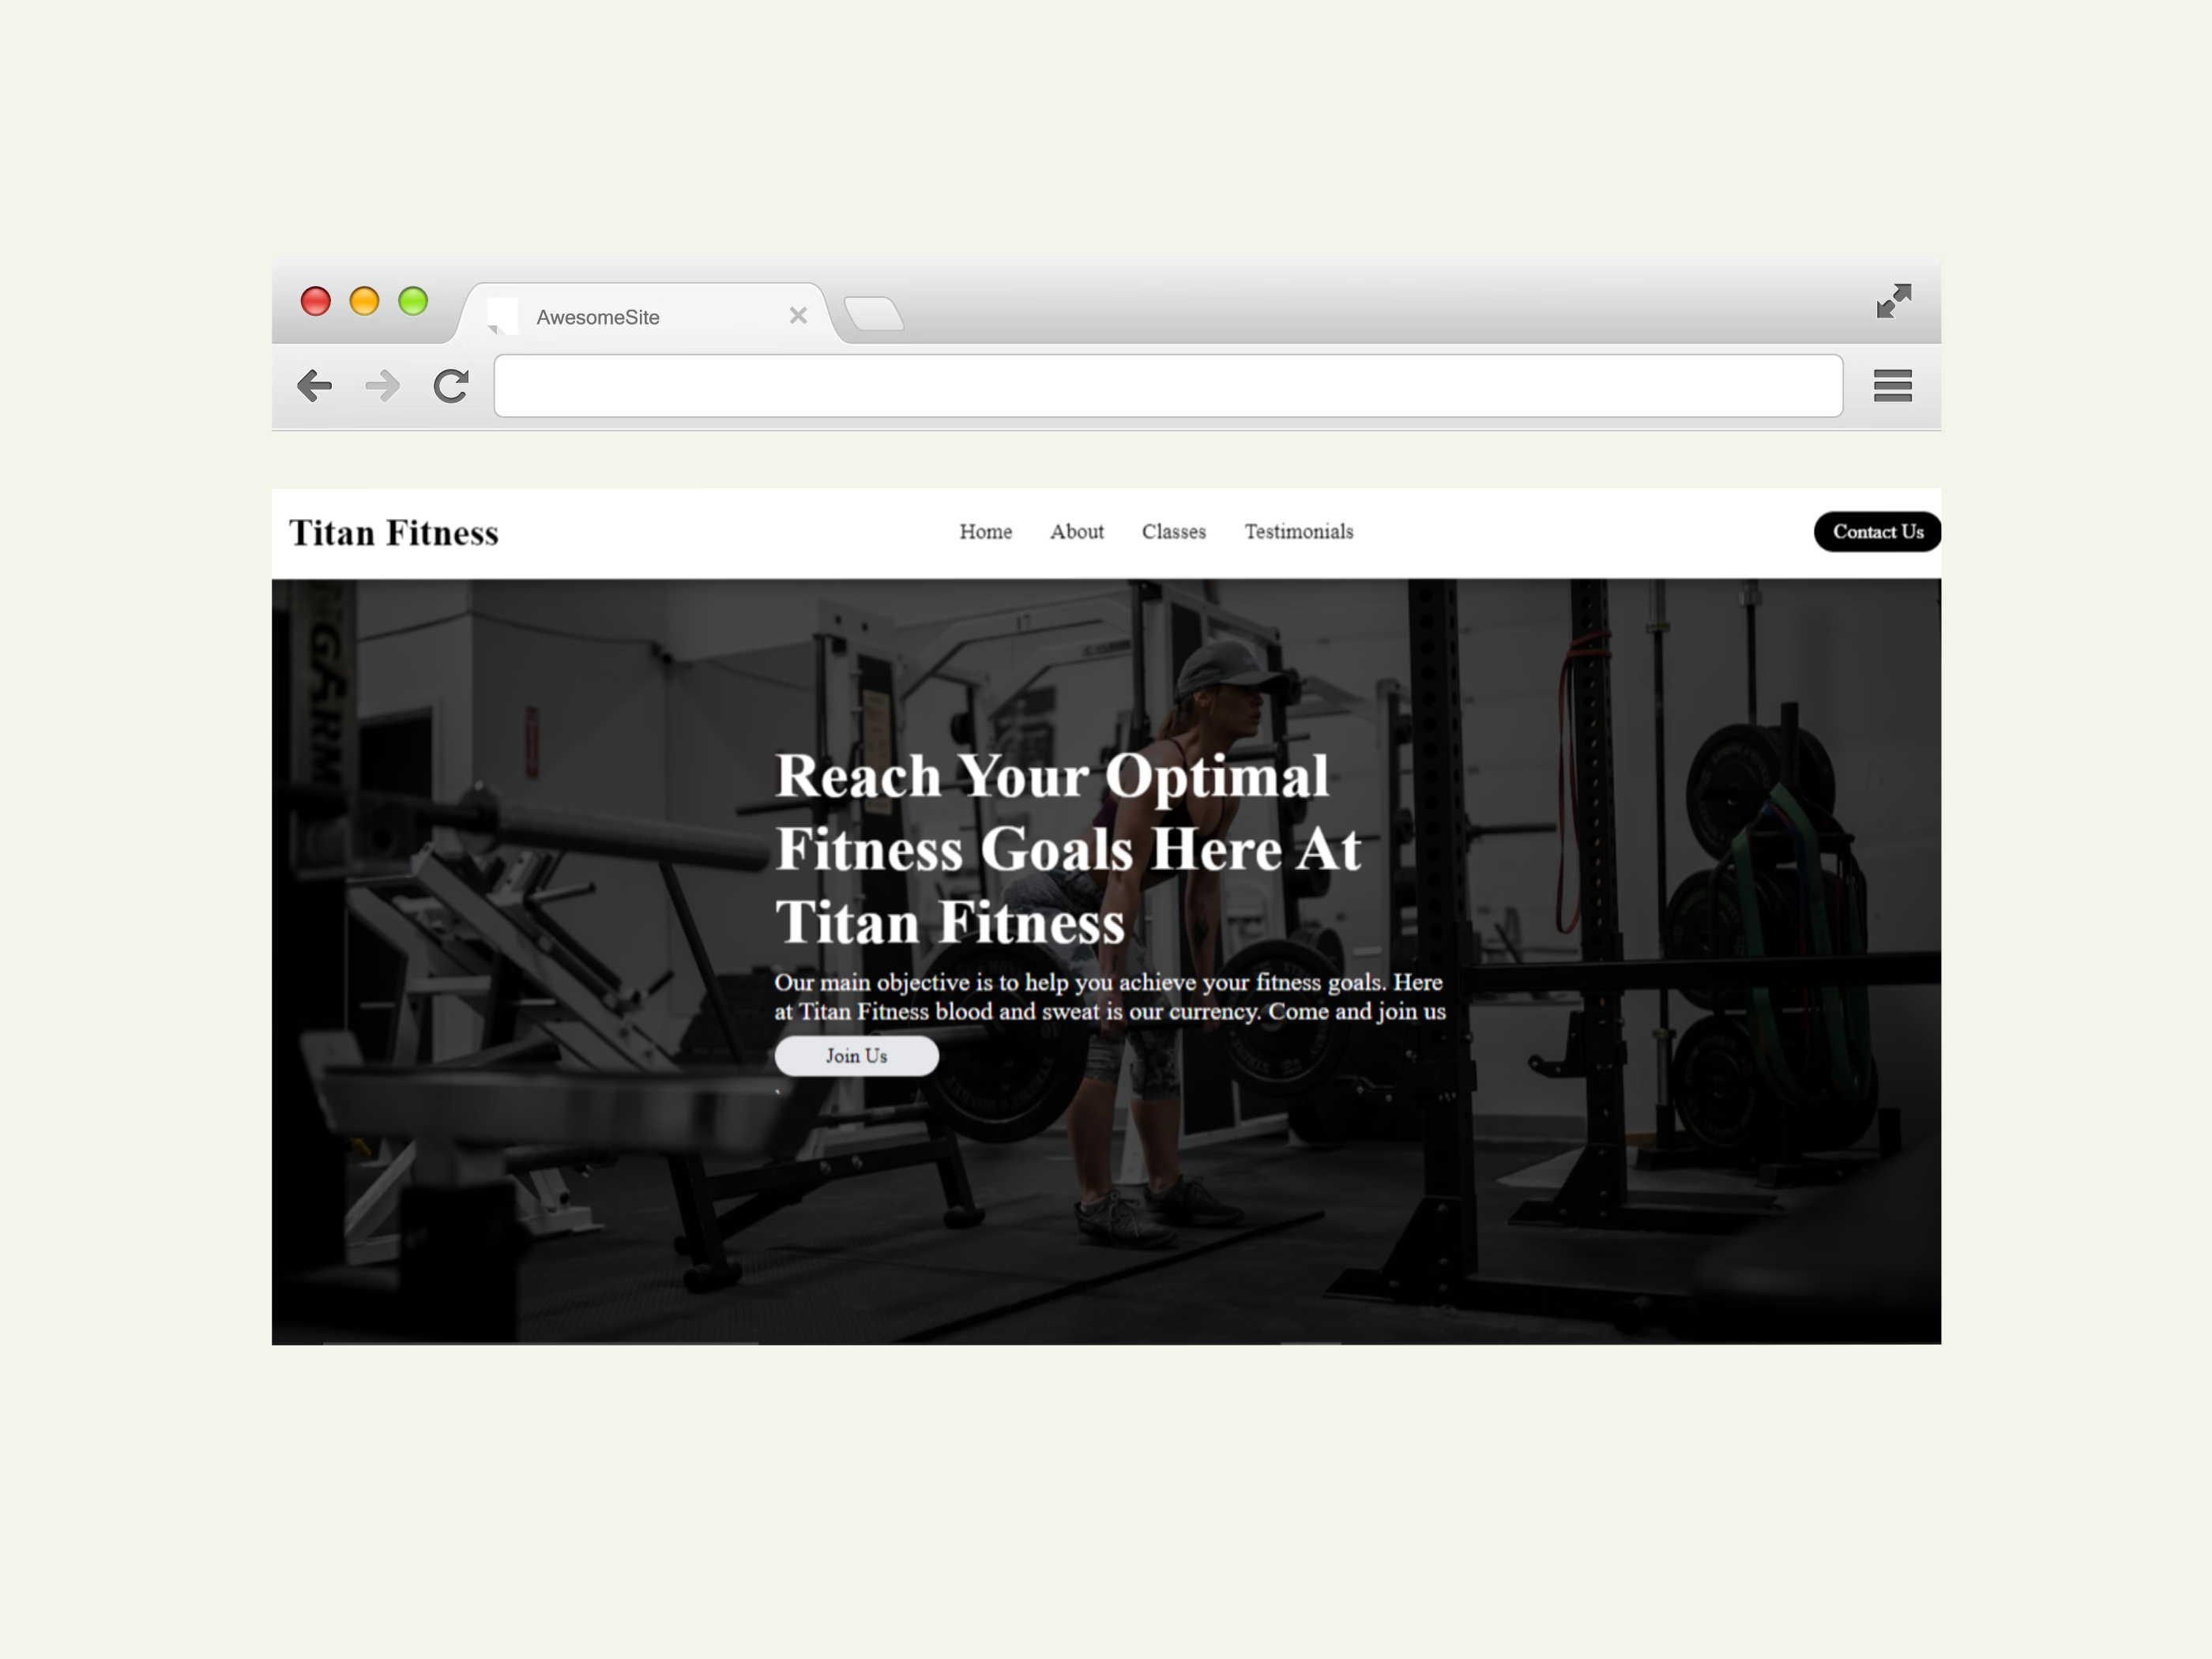 AwesomeSite
Titan Fitness
Home About Classes Testimonials
Contact Us
GARM
17
Reach Your Optimal
Fitness Goals Here At
Titan Fitness
Our main objective is to help you achieve your fitness goals. Here
at Titan Fitness blood and sweat is our currency. Come and join us
Join Us
`